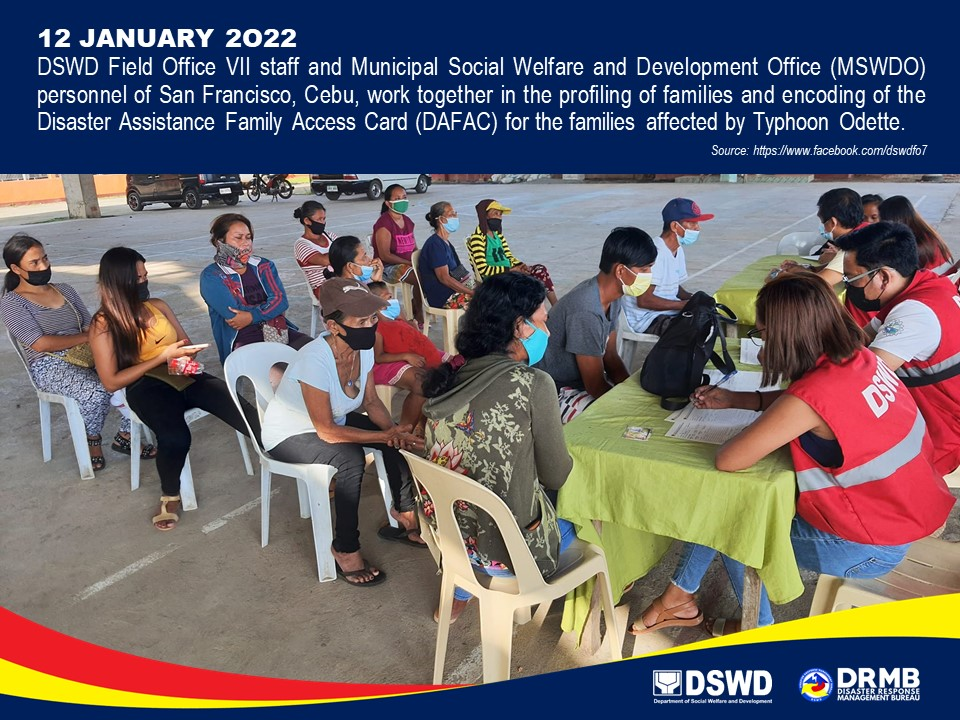 12 JANUARY 2022
DSWD Field Office VII staff and Municipal Social Welfare and Development Office (MSWDO)
personnel of San Francisco, Cebu, work together in the profiling of families and encoding of the
Disaster Assistance Family Access Card (DAFAC) for the families affected by Typhoon Odette.
Source: https://www.facebook.com/dswdfo7
DSWD
DSWD
Department of Social Welfare and Development
DRMB
DISASTER RESPONSE
MANAGEMENT BUREAU